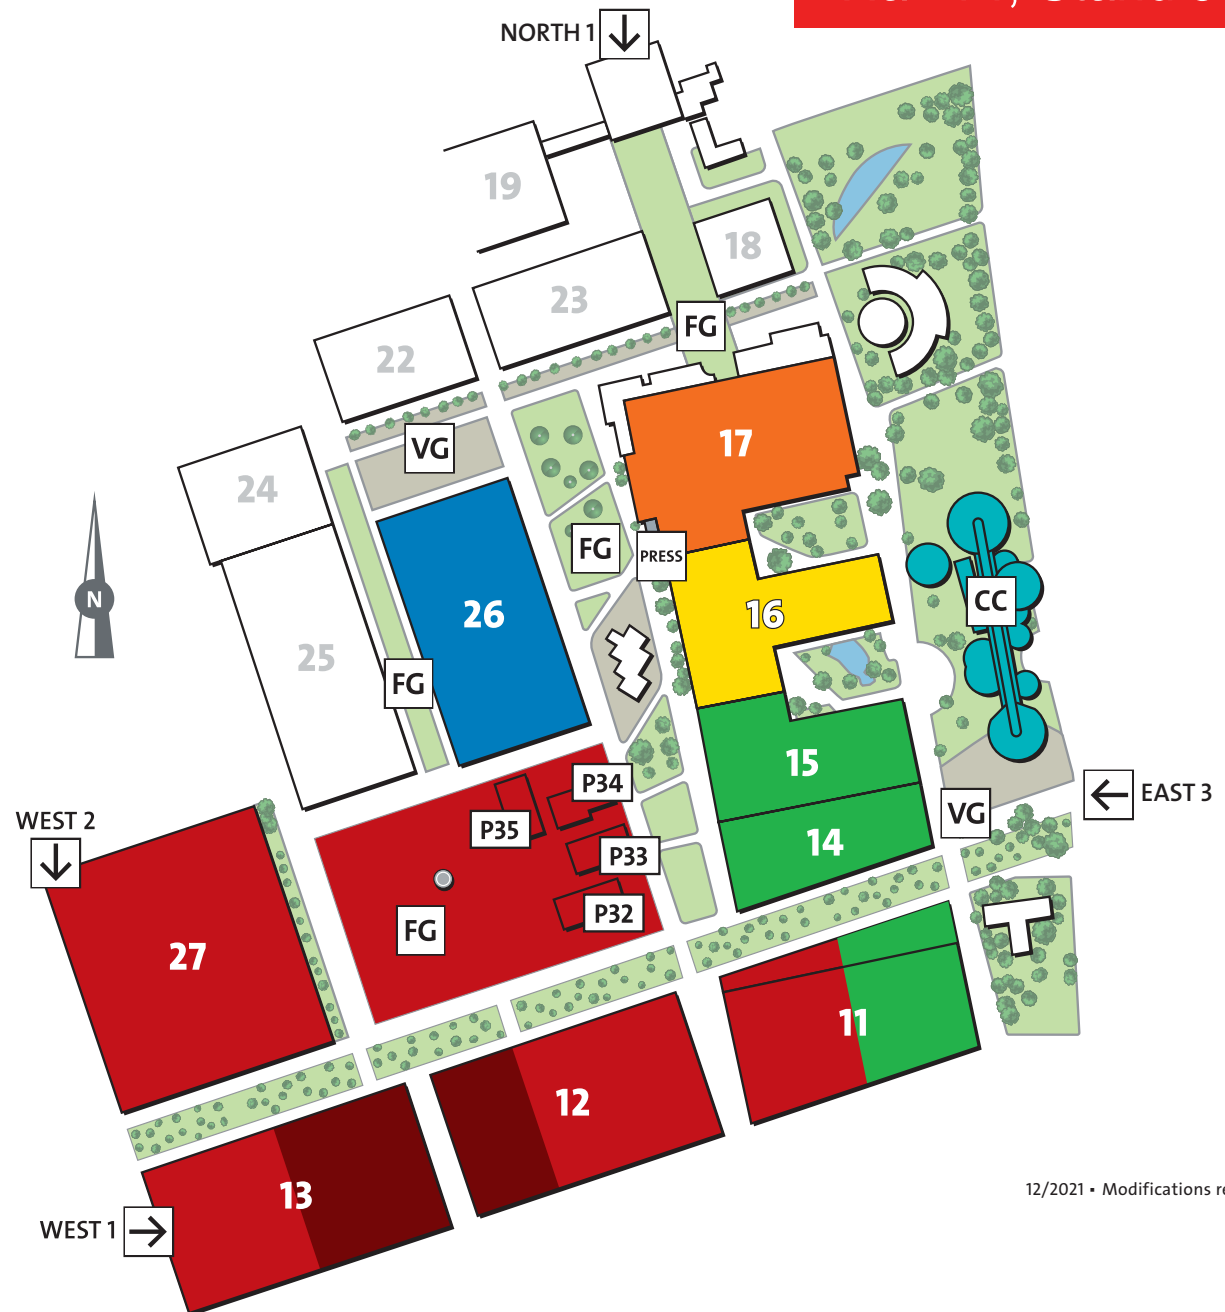 NORTH 1
19
18
23
FG
22
17
VG
24
FG
PRESS
N
26
16
CC
25
FG
15
P34
EAST 3
WEST 2
P35
VG
14
P33
P32
FG
27
11
12
13
12/2021 ▪ Modifications
WEST 1